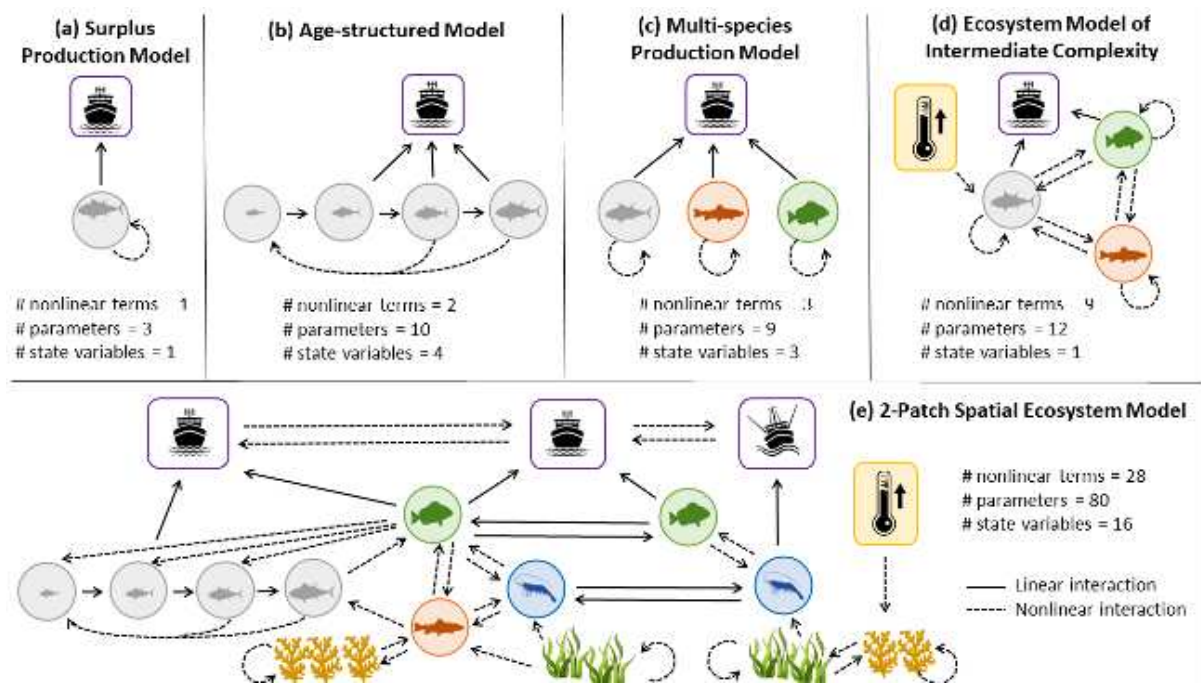 (a) Surplus
Production Model
(b) Age-structured Model
(c) Multi-species
Production Model
(d) Ecosystem Model of
Intermediate Complexity
# nonlinear terms – 1
# parameters = 3
# state variables = 1
# nonlinear terms = 2
# parameters = 10
# state variables = 4
# nonlinear terms - 3
# parameters = 9
# state variables = 3
# nonlinear terms – 9
# parameters = 12
# state variables = 1
(e) 2-Patch Spatial Ecosystem Model
# nonlinear terms = 28
# parameters = 80
# state variables = 16
Linear interaction
Nonlinear interaction